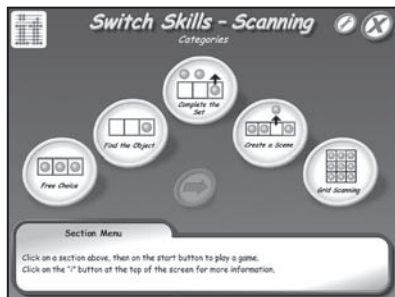 Switch Skills – Scanning
Categories
Complete the
Set
Find the Object
Create a Scene
Free Choice
Grid Scanning
Section Menu
Click on a section above, then on the start button to play a game.
Click on the "i" button at the top of the screen for more information.